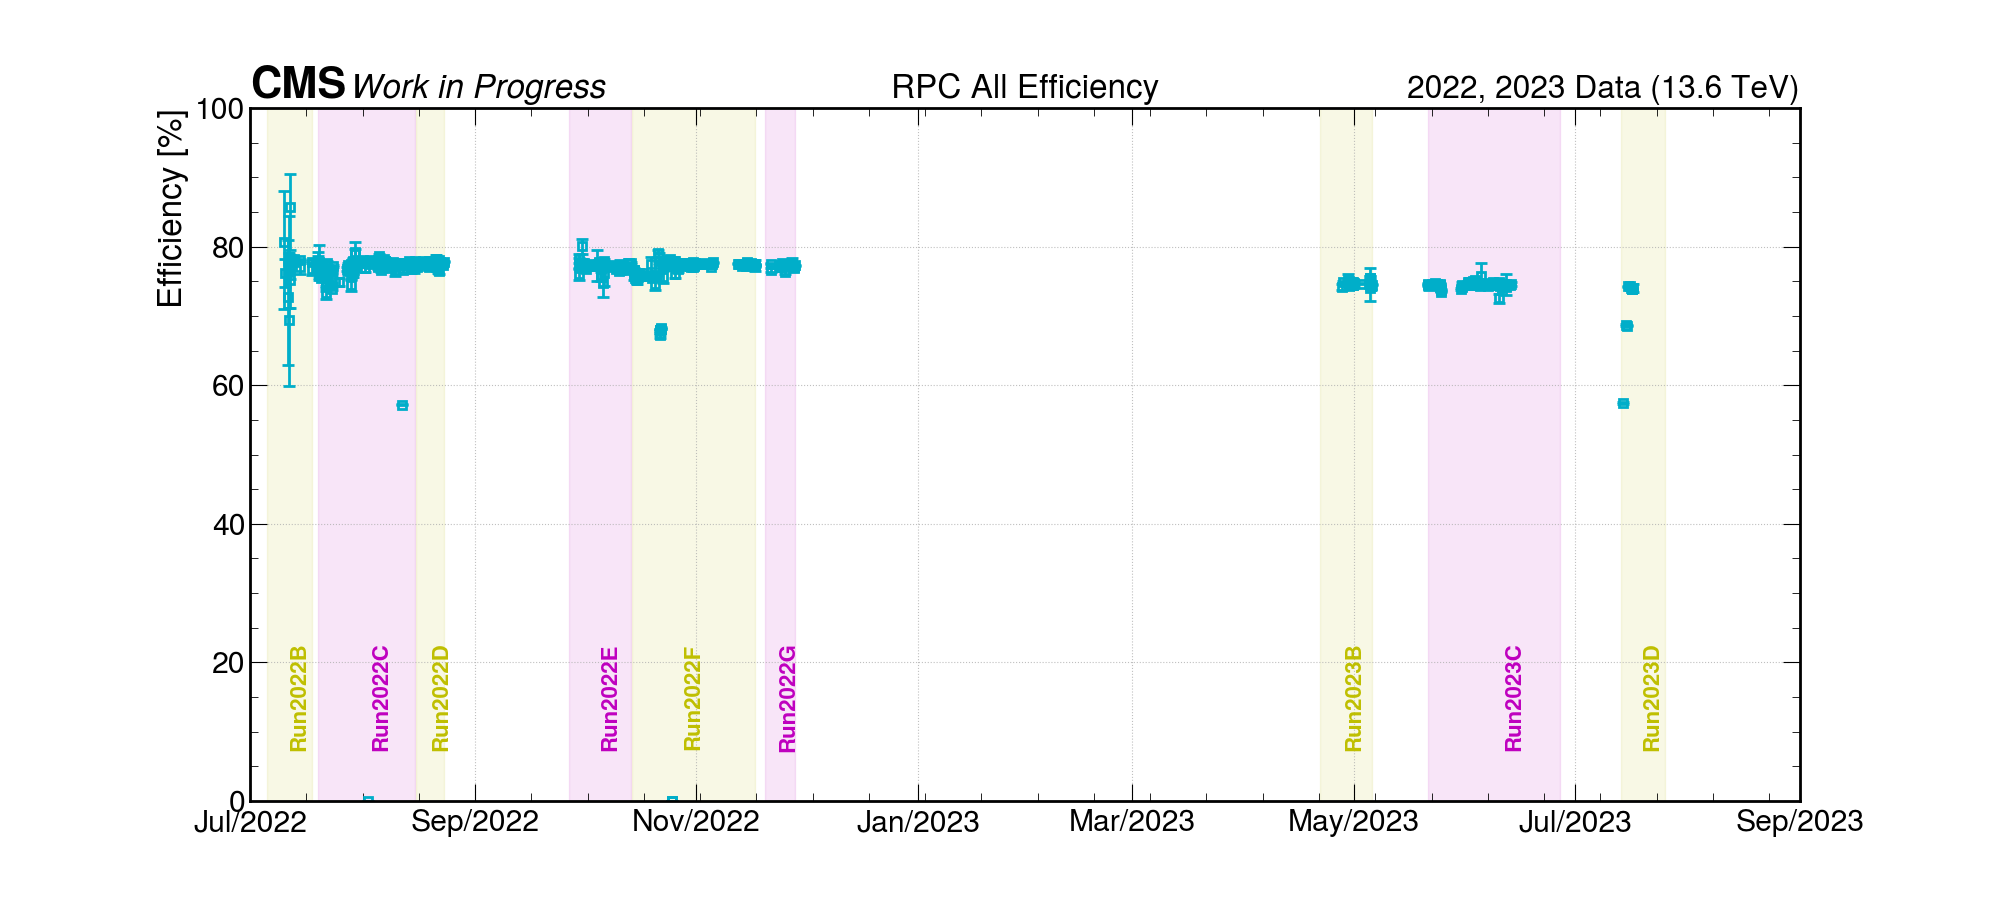 CMS Work in Progress RPC All Efficiency 2022, 2023 Data (13.6 TeV)
Efficiency [%]
100
80
60
40
20
0
Run2022B Run2022C Run2022D Run2022E Run2022F Run2022G Run2023B Run2023C Run2023D
Jul/2022 Sep/2022 Nov/2022 Jan/2023 Mar/2023 May/2023 Jul/2023 Sep/2023